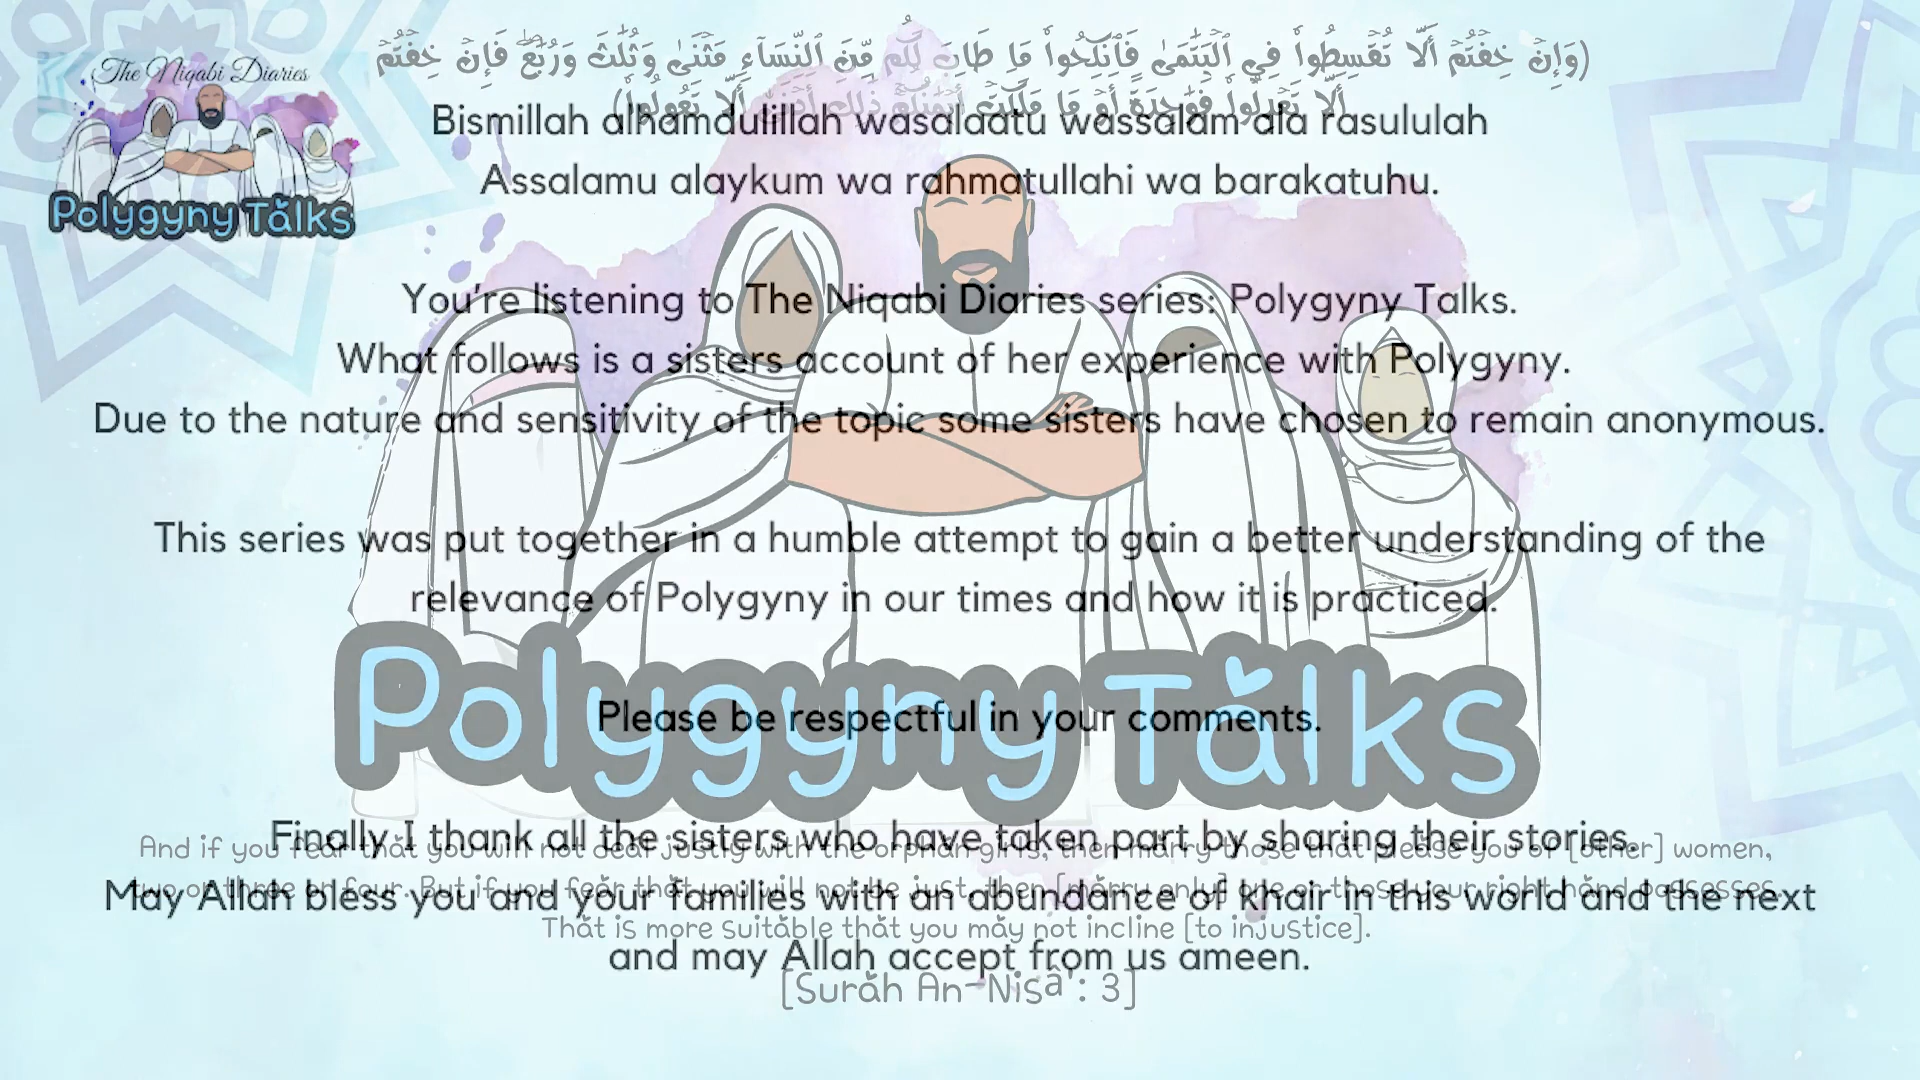 The Niqabi Diaries
Polygyny Talks
(وَإِنْ خِفْتُمْ أَلَّا تُقْسِطُوا۟ فِي ٱلْيَتَٰمَىٰ فَٱنكِحُوا۟ مَا طَابَ لَكُم مِّنَ ٱلنِّسَآءِ مَثْنَىٰ وَثُلَٰثَ وَرُبَٰعَۖ فَإِنْ خِفْتُمْ
أَلَّا تَعْدِلُوا۟ فَوَٰحِدَةً أَوْ مَا مَلَكَتْ أَيْمَٰنُكُمْۚ ذَٰلِكَ أَدْنَىٰٓ أَلَّا تَعُولُوا۟)
Bismillah alhamdulillah wasalaatu wassalam ala rasululah
Assalamu alaykum wa rahmatullahi wa barakatuhu.
You're listening to The Niqabi Diaries series: Polygyny Talks.
What follows is a sisters account of her experience with Polygyny.
Due to the nature and sensitivity of the topic some sisters have chosen to remain anonymous.
This series was put together in a humble attempt to gain a better understanding of the
relevance of Polygyny in our times and how it is practiced.
Polygyny Talks
Please be respectful in your comments.
Finally I thank all the sisters who have taken part by sharing their stories.
And if you fear that you will not deal justly with the orphan girls, then marry those that please you of [other] women,
two or three or four. But if you fear that you will not be just, then [marry only] one or those your right hand possesses.
May Allah bless you and your families with an abundance of khair in this world and the next
That is more suitable that you may not incline [to injustice].
and may Allah accept from us ameen.
[Surah An-Nisâ': 3]